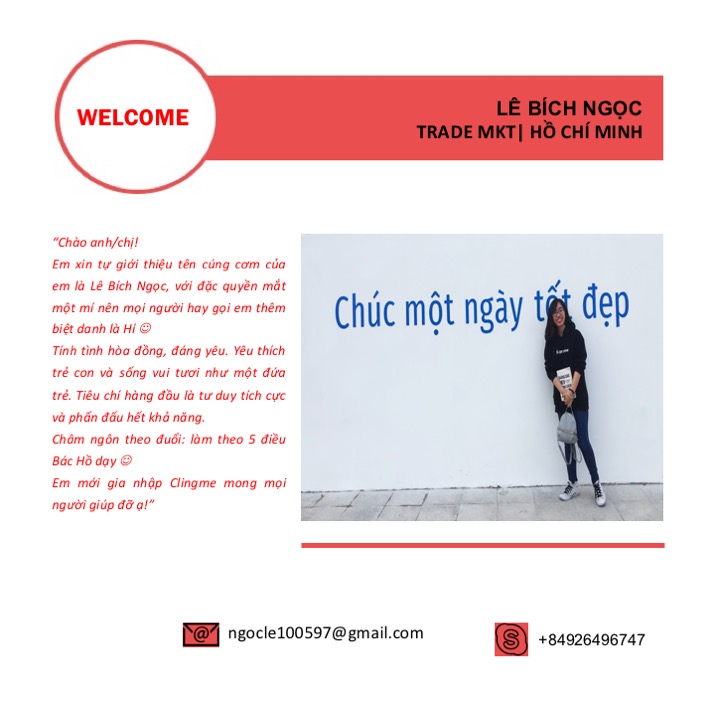 WELCOME
LÊ BÍCH NGỌC
TRADE MKT| HỒ CHÍ MINH
“Chào anh/chị!
Em xin tự giới thiệu tên cúng cơm của
em là Lê Bích Ngọc, với đặc quyền mắt
một mí nên mọi người hay gọi em thêm
biệt danh là Hí ☺
Tính tình hòa đồng, đáng yêu. Yêu thích
trẻ con và sống vui tươi như một đứa
trẻ. Tiêu chí hàng đầu là tư duy tích cực
và phấn đấu hết khả năng.
Châm ngôn theo đuổi: làm theo 5 điều
Bác Hồ dạy ☺
Em mới gia nhập Clingme mong mọi
người giúp đỡ ạ!”
Chúc một ngày tốt đẹp
ngocle100597@gmail.com
+84926496747